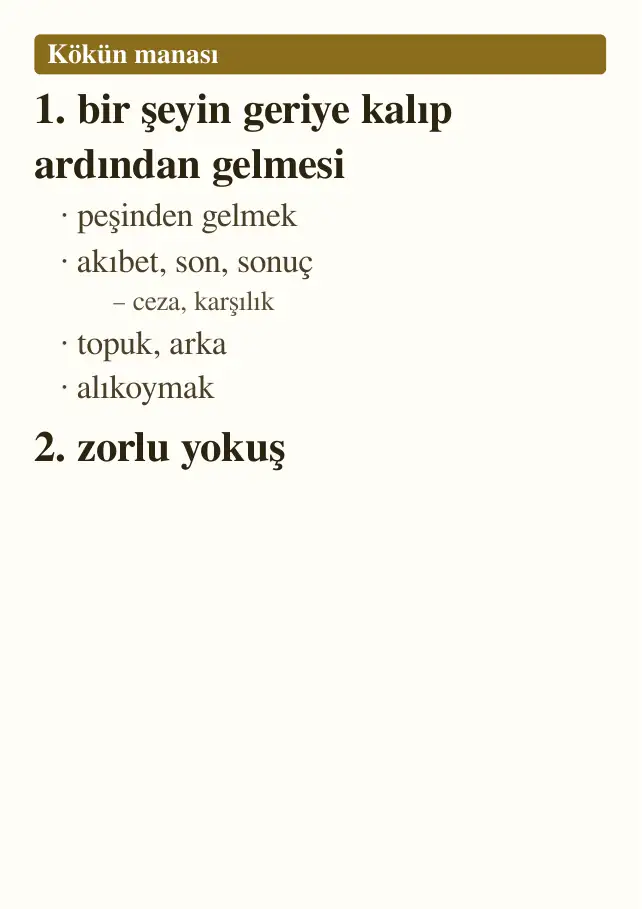 Kökün manası
1. bir şeyin geriye kalıp
ardından gelmesi
· peşinden gelmek
· akıbet, son, sonuç
– ceza, karşılık
· topuk, arka
· alıkoymak
2. zorlu yokuş